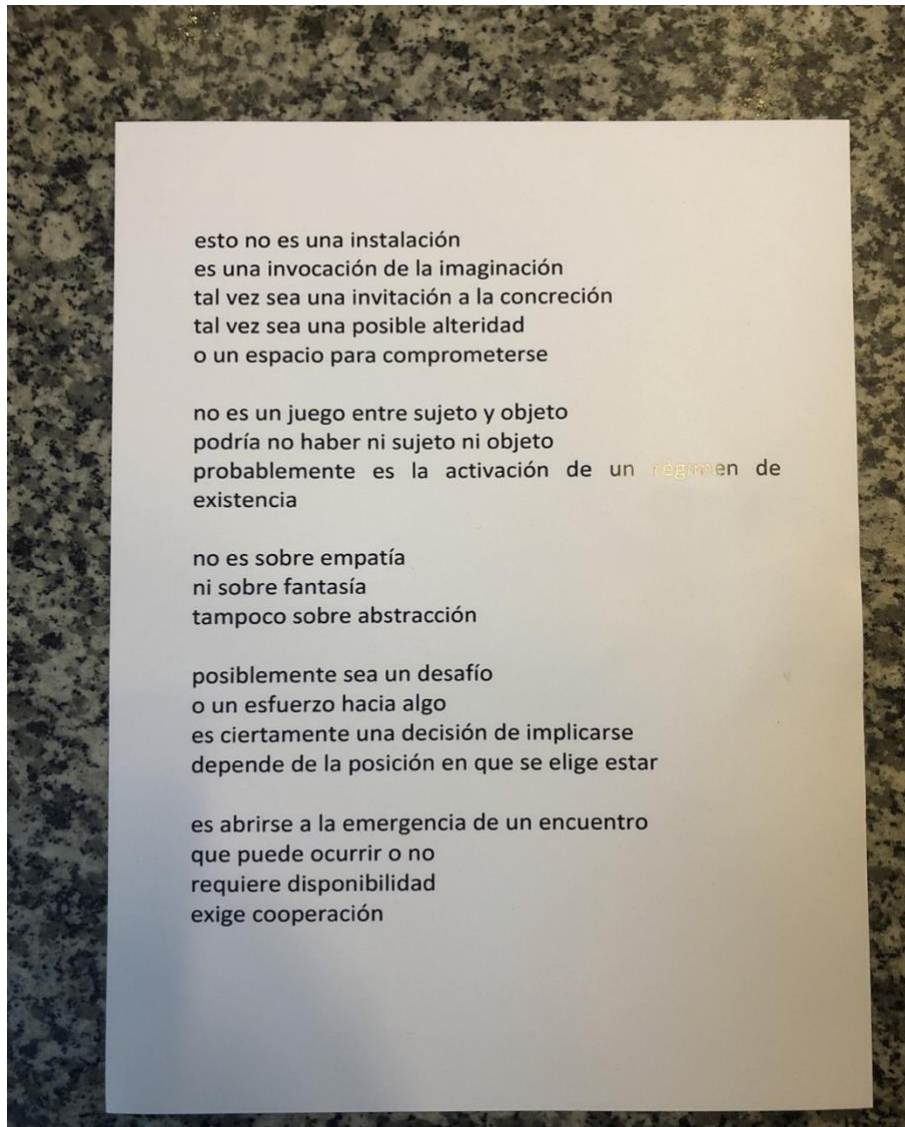 esto no es una instalación
es una invocación de la imaginación
tal vez sea una invitación a la concreción
tal vez sea una posible alteridad
o un espacio para comprometerse

no es un juego entre sujeto y objeto
podría no haber ni sujeto ni objeto
probablemente es la activación de un régimen de
existencia

no es sobre empatía
ni sobre fantasía
tampoco sobre abstracción

posiblemente sea un desafío
o un esfuerzo hacia algo
es ciertamente una decisión de implicarse
depende de la posición en que se elige estar

es abrirse a la emergencia de un encuentro
que puede ocurrir o no
requiere disponibilidad
exige cooperación